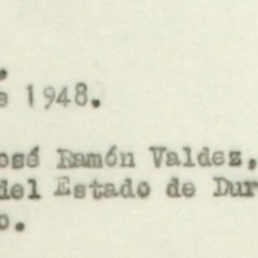 e 1948.
osé Ramón Valdez,
del Estado de Dur
o.